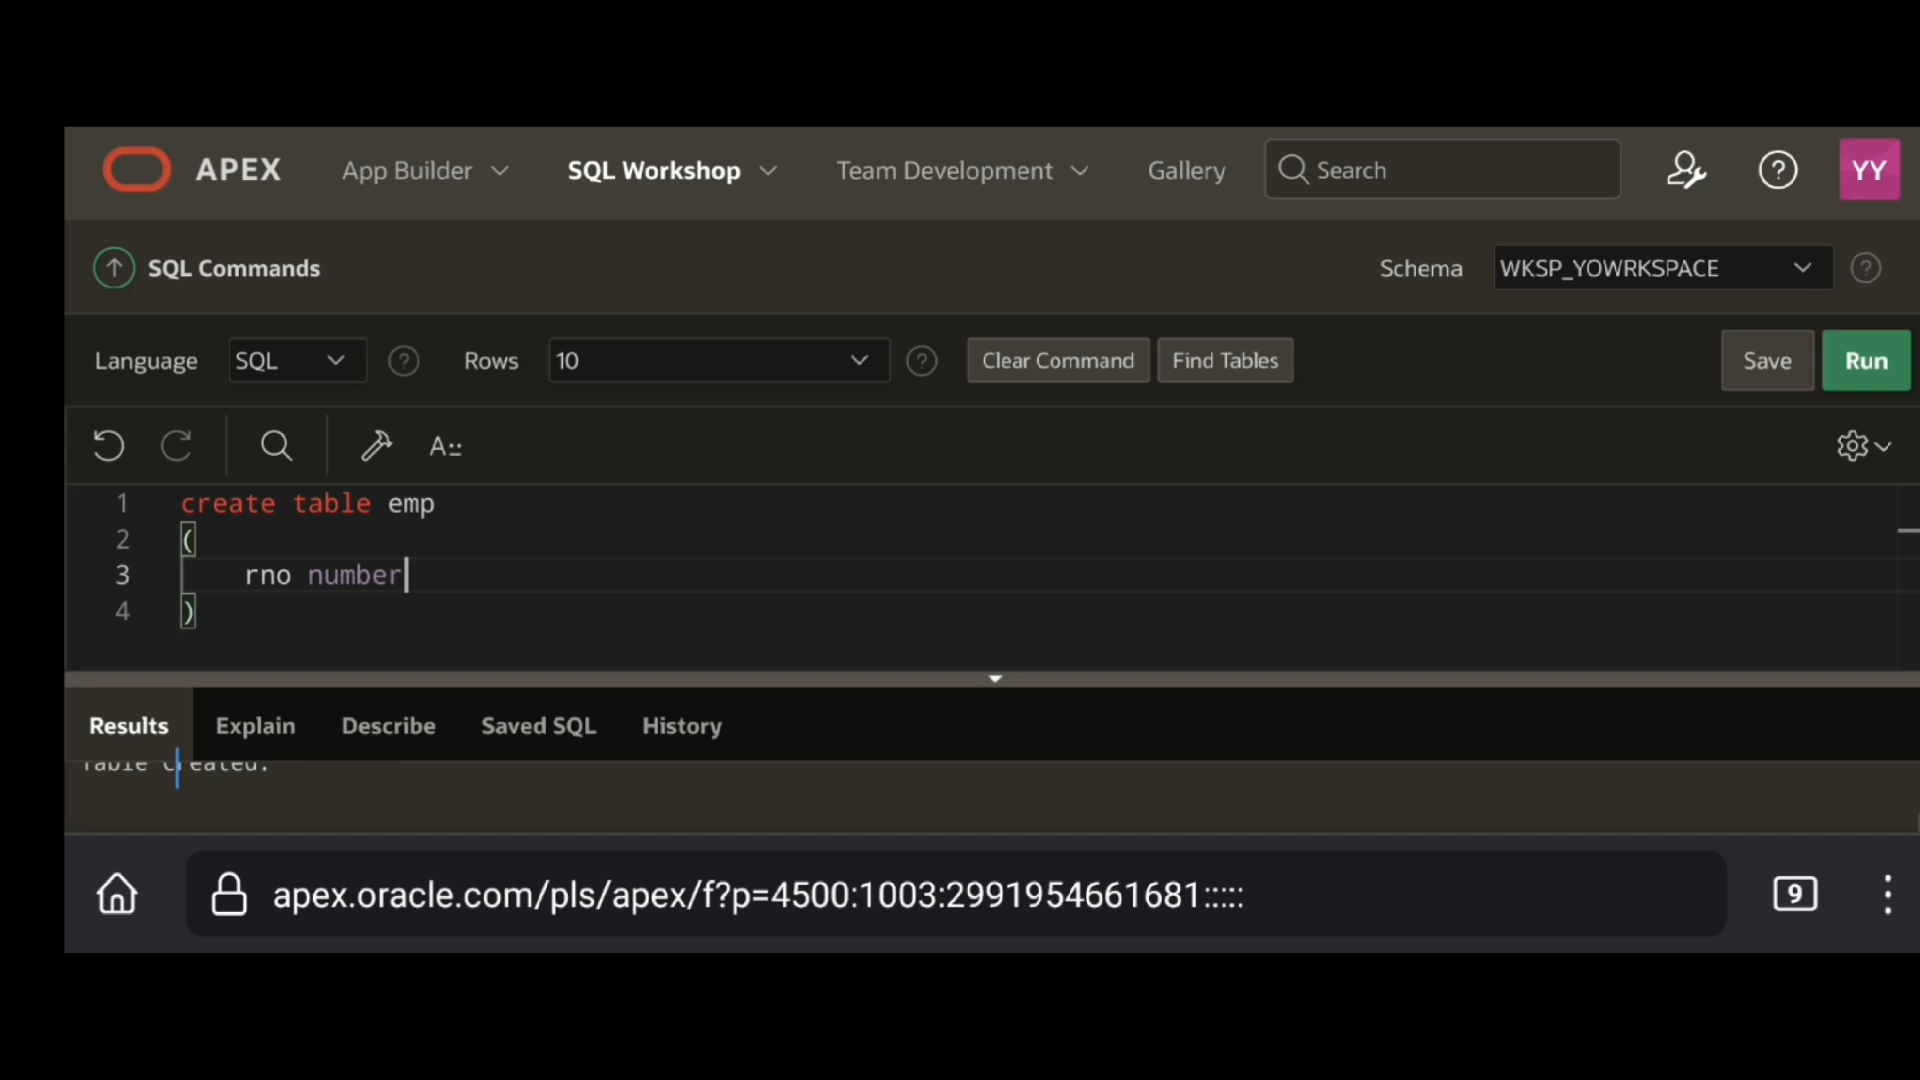 APEX App Builder SQL Workshop Team Development Gallery Search YY
SQL Commands Schema WKSP_YOWRKSPACE
Language SQL Rows 10 Clear Command Find Tables Save Run
1 create table emp
2 (
3 rno number
4 )
Results Explain Describe Saved SQL History
Table created.
apex.oracle.com/pls/apex/f?p=4500:1003:2991954661681::::: 9